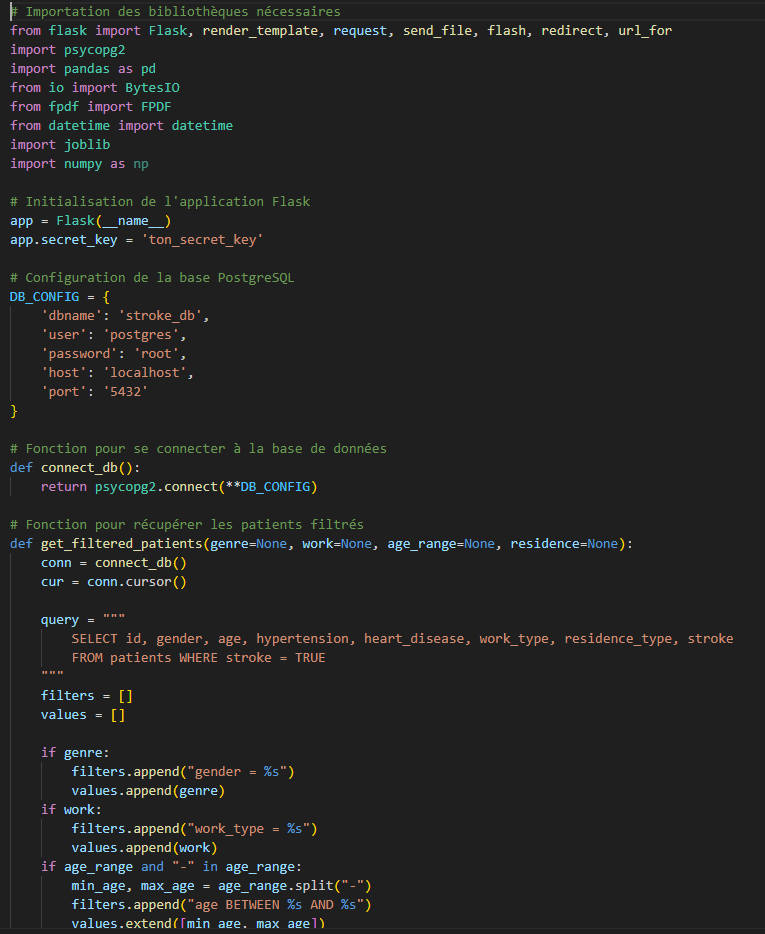 # Importation des bibliothèques nécessaires
from flask import Flask, render_template, request, send_file, flash, redirect, url_for
import psycopg2
import pandas as pd
from io import BytesIO
from fpdf import FPDF
from datetime import datetime
import joblib
import numpy as np

# Initialisation de l'application Flask
app = Flask(__name__)
app.secret_key = 'ton_secret_key'

# Configuration de la base PostgreSQL
DB_CONFIG = {
    'dbname': 'stroke_db',
    'user': 'postgres',
    'password': 'root',
    'host': 'localhost',
    'port': '5432'
}

# Fonction pour se connecter à la base de données
def connect_db():
    return psycopg2.connect(**DB_CONFIG)

# Fonction pour récupérer les patients filtrés
def get_filtered_patients(genre=None, work=None, age_range=None, residence=None):
    conn = connect_db()
    cur = conn.cursor()

    query = """
        SELECT id, gender, age, hypertension, heart_disease, work_type, residence_type, stroke
        FROM patients WHERE stroke = TRUE
    """
    filters = []
    values = []

    if genre:
        filters.append("gender = %s")
        values.append(genre)
    if work:
        filters.append("work_type = %s")
        values.append(work)
    if age_range and "-" in age_range:
        min_age, max_age = age_range.split("-")
        filters.append("age BETWEEN %s AND %s")
        values.extend([min_age, max_age])